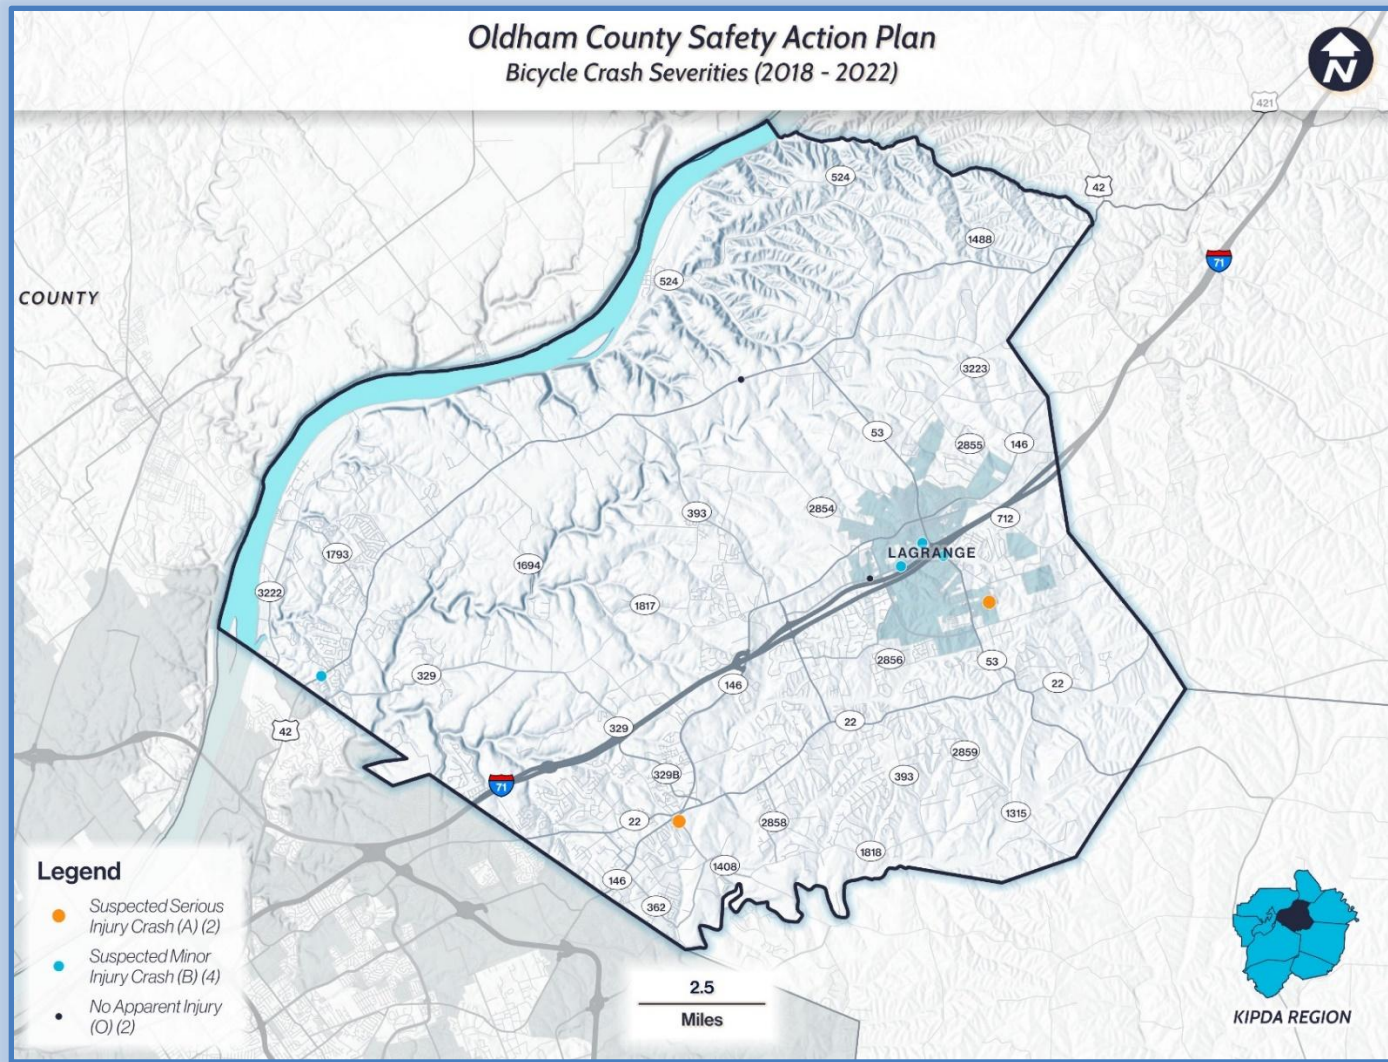 Oldham County Safety Action Plan
Bicycle Crash Severities (2018 - 2022)
N
421
42
524
1488
71
524
COUNTY
3223
53
2855
146
2854
393
712
1793
LAGRANGE
1694
3222
1817
2856
53
329
146
22
22
42
329
2859
329B
393
71
1315
22
2858
1818
1408
146
362
Legend
Suspected Serious
Injury Crash (A) (2)
Suspected Minor
Injury Crash (B) (4)
No Apparent Injury
(O) (2)
2.5
Miles
KIPDA REGION